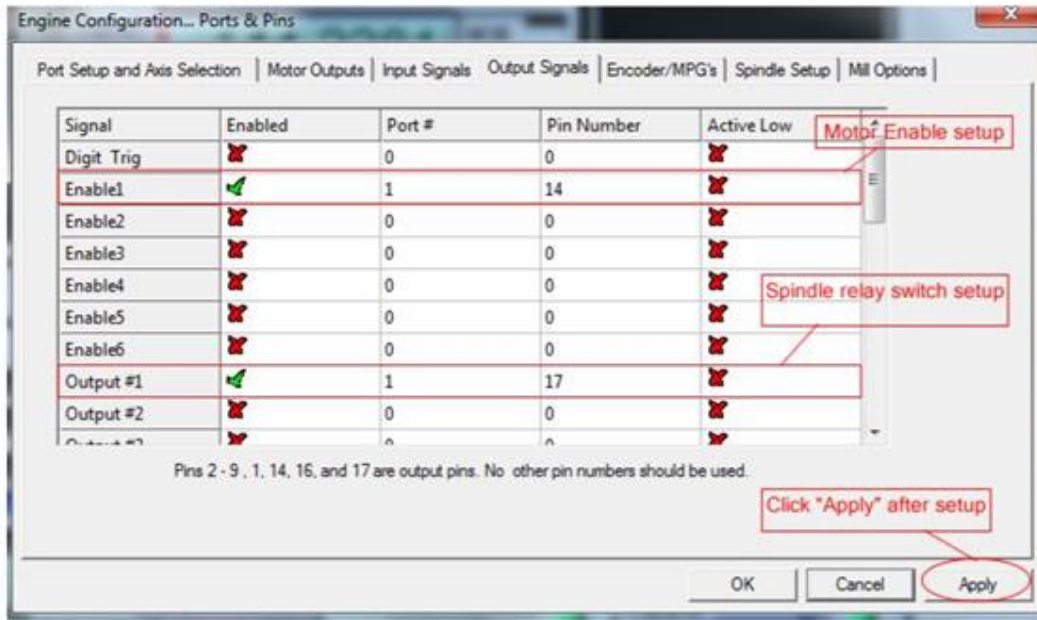 Engine Configuration... Ports & Pins
Port Setup and Axis Selection Motor Outputs Input Signals Output Signals Encoder/MPG's Spindle Setup Mill Options
Signal Enabled Port # Pin Number Active Low
Motor Enable setup
Digit Trig 0 0
Enable1 1 14
Enable2 0 0
Enable3 0 0
Enable4 0 0
Spindle relay switch setup
Enable5 0 0
Enable6 0 0
Output #1 1 17
Output #2 0 0
Pins 2 - 9 , 1, 14, 16, and 17 are output pins. No other pin numbers should be used.
Click "Apply" after setup
OK Cancel Apply